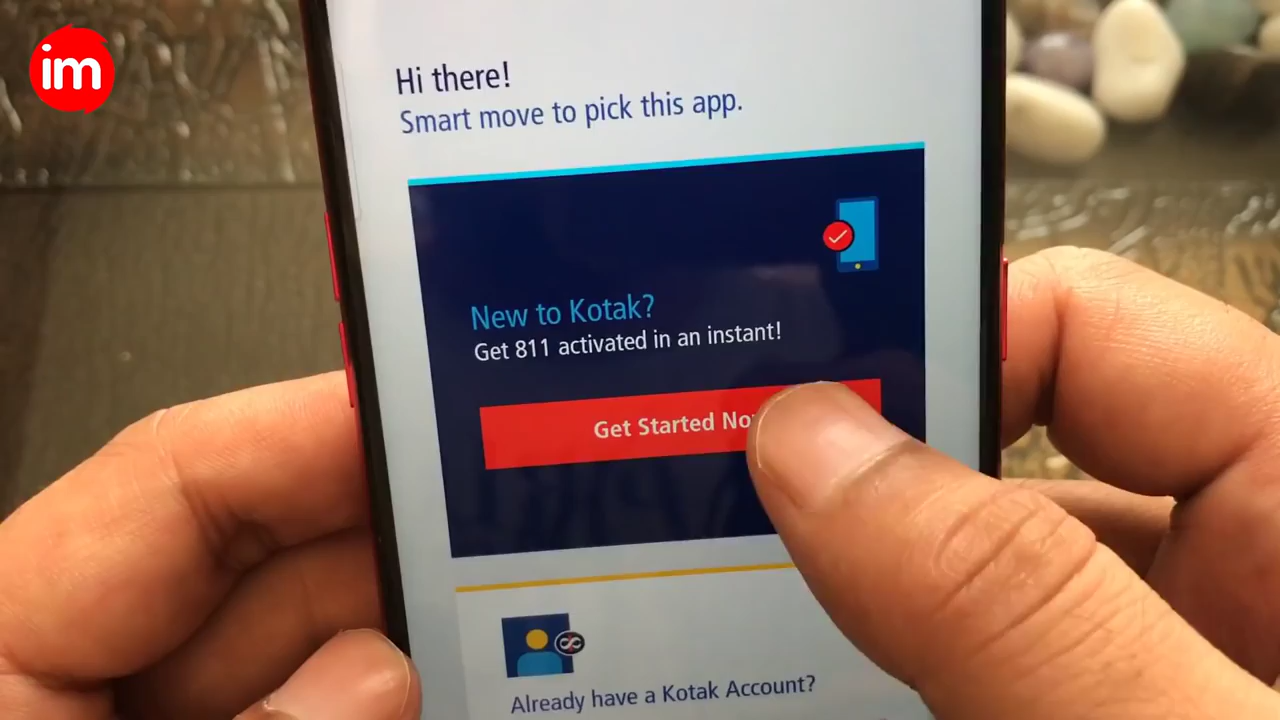 im
Hi there!
Smart move to pick this app.
New to Kotak?
Get 811 activated in an instant!
Get Started No
Already have a Kotak Account?